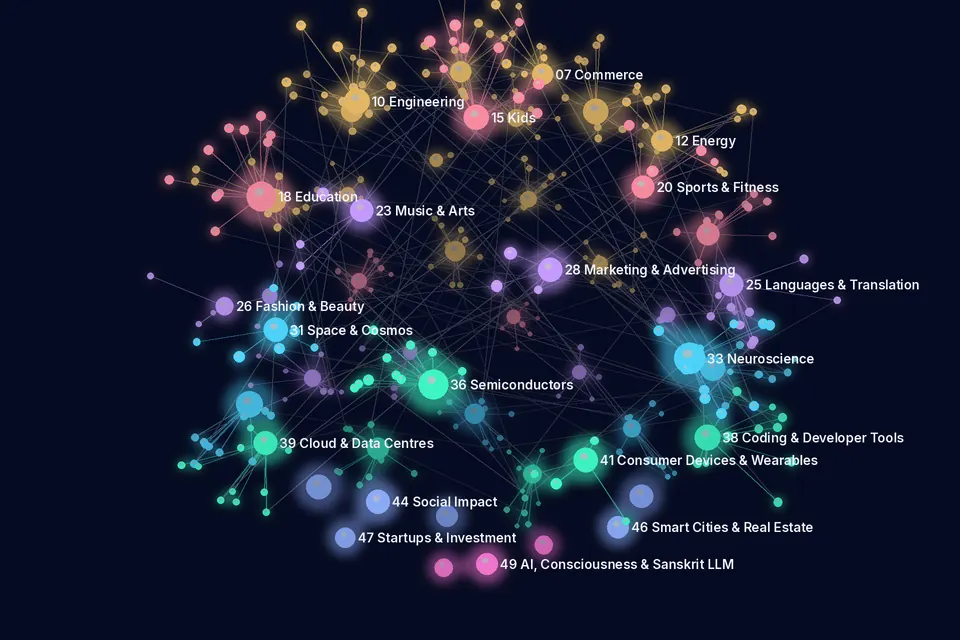 07 Commerce
10 Engineering
15 Kids
12 Energy
20 Sports & Fitness
18 Education
23 Music & Arts
28 Marketing & Advertising
25 Languages & Translation
26 Fashion & Beauty
31 Space & Cosmos
33 Neuroscience
36 Semiconductors
38 Coding & Developer Tools
39 Cloud & Data Centres
41 Consumer Devices & Wearables
44 Social Impact
46 Smart Cities & Real Estate
47 Startups & Investment
49 AI, Consciousness & Sanskrit LLM